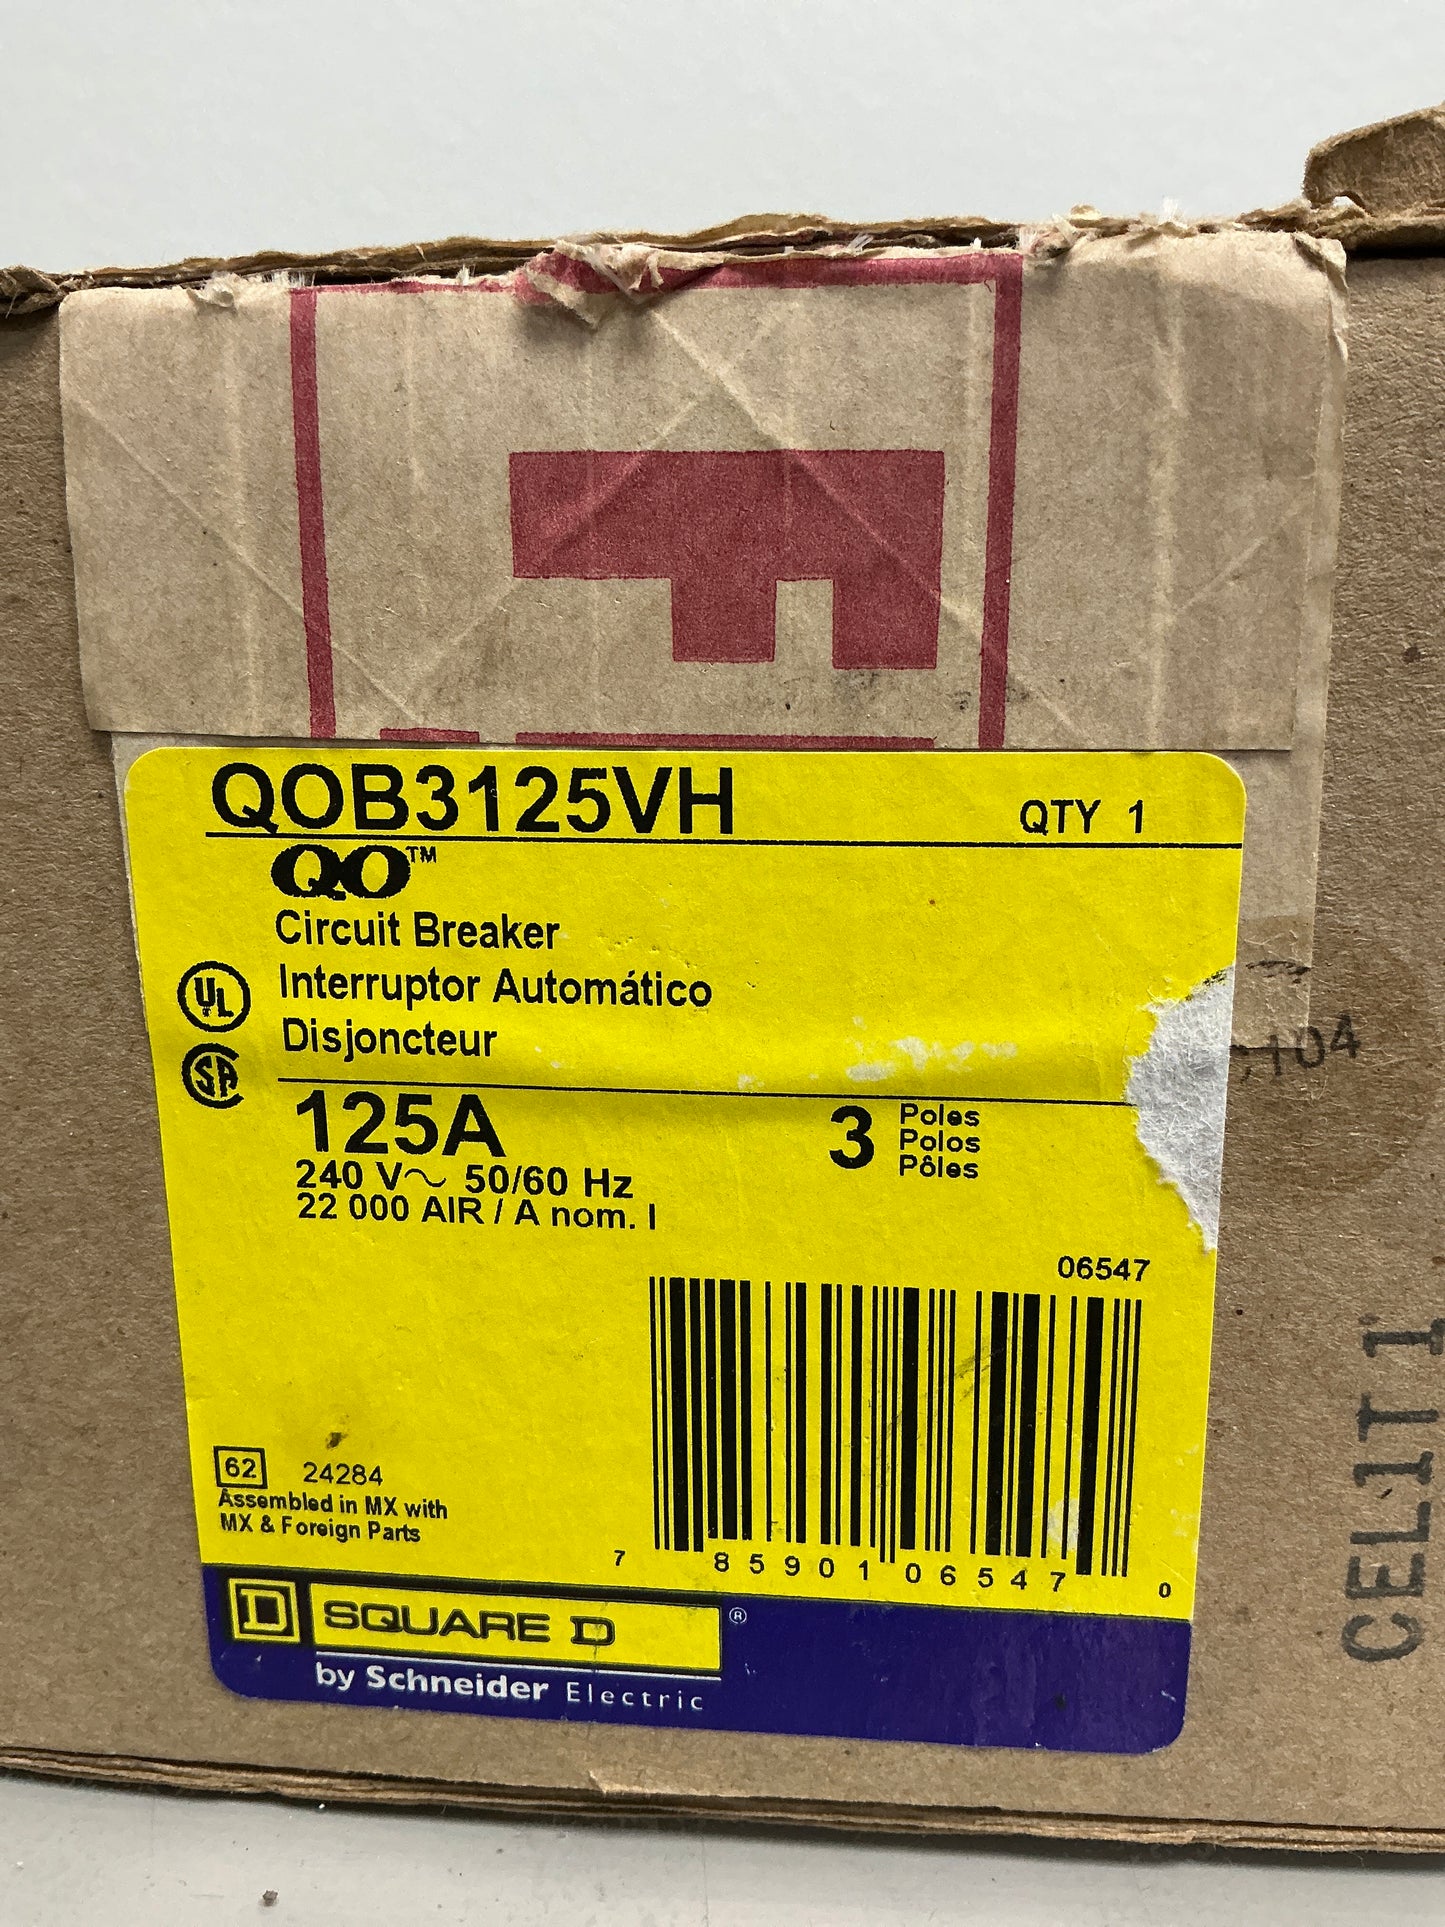 QOB3125VH QTY 1
QO™
Circuit Breaker
Interruptor Automático
Disjoncteur
UL
SA
125A
240 V~ 50/60 Hz
22 000 AIR / A nom. I
3 Poles
Polos
Pôles
06547
7 85901 06547 0
62 24284
Assembled in MX with
MX & Foreign Parts
D SQUARE D ®
by Schneider Electric
104
CEL1T1